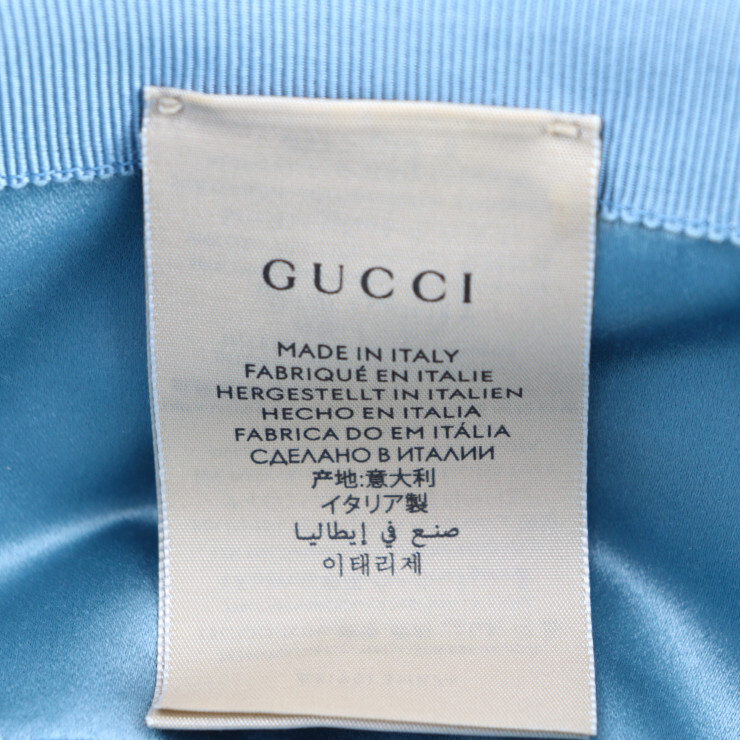 GUCCI
MADE IN ITALY
FABRIQUÉ EN ITALIE
HERGESTELLT IN ITALIEN
HECHO EN ITALIA
FABRICA DO EM ITÁLIA
СДЕЛАНО В ИТАЛИИ
产地:意大利
イタリア製
صنع في إيطاليا
이태리제